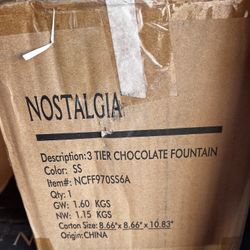 NOSTALGIA
Description:3 TIER CHOCOLATE FOUNTAIN
Color: SS
Item#: NCFF970SS6A
Qty: 1
GW: 1.60 KGS
NW: 1.15 KGS
Carton Size: 8.66"x 8.66"x 10.83"
Origin:CHINA